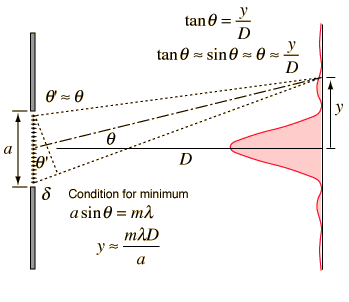 tanθ = y/D
tanθ ≈ sinθ ≈ θ ≈ y/D
θ' ≈ θ
y
a
θ'
θ
D
δ
Condition for minimum
a sinθ = mλ
y ≈ mλD/a